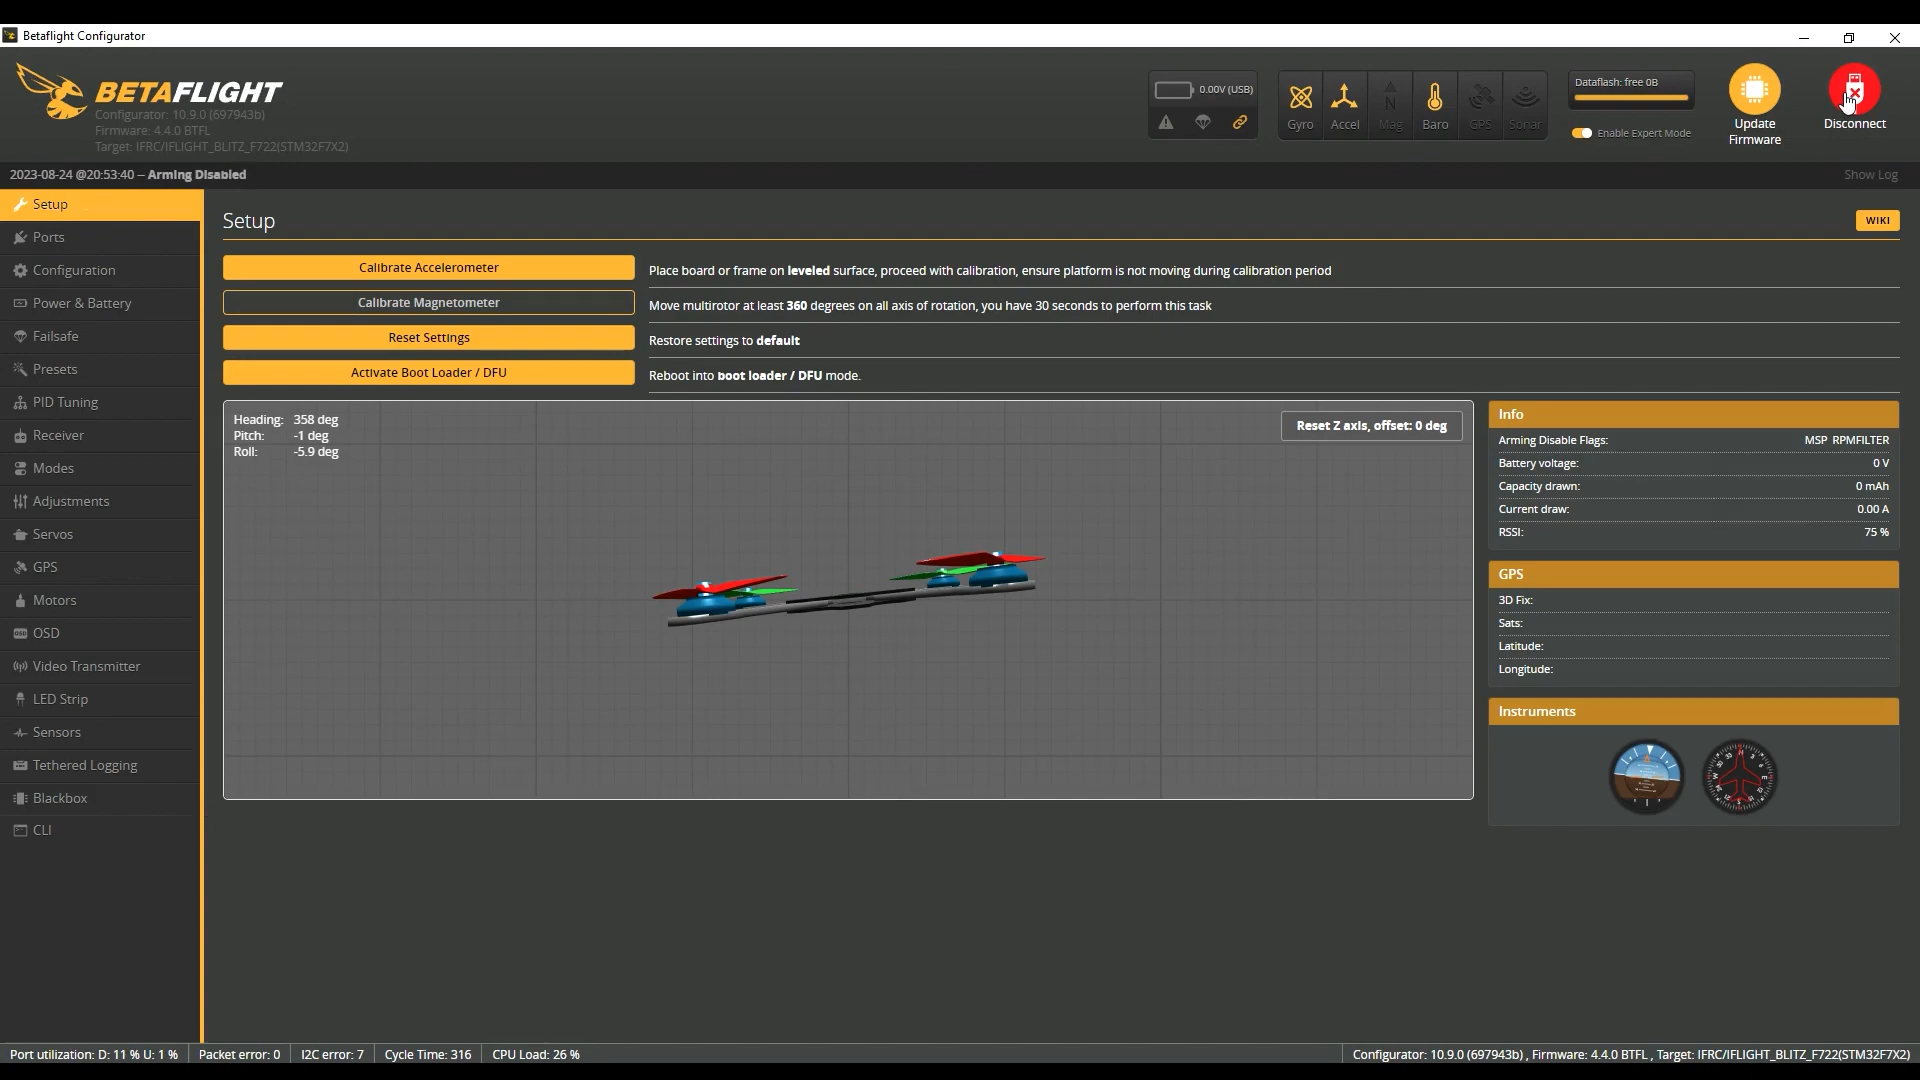 Betaflight Configurator
BETAFLIGHT
Configurator: 10.9.0 (697943b)
Firmware: 4.4.0 BTFL
Target: IFRC/IFLIGHT_BLITZ_F722(STM32F7X2)
0.00V (USB)
Gyro
Accel
Mag
Baro
GPS
Sonar
Dataflash: free 0B
Enable Expert Mode
Update
Firmware
Disconnect
2023-08-24 @20:53:40 -- Arming Disabled
Show Log
Setup
Ports
Configuration
Power & Battery
Failsafe
Presets
PID Tuning
Receiver
Modes
Adjustments
Servos
GPS
Motors
OSD
Video Transmitter
LED Strip
Sensors
Tethered Logging
Blackbox
CLI
Setup
WIKI
Calibrate Accelerometer
Place board or frame on leveled surface, proceed with calibration, ensure platform is not moving during calibration period
Calibrate Magnetometer
Move multirotor at least 360 degrees on all axis of rotation, you have 30 seconds to perform this task
Reset Settings
Restore settings to default
Activate Boot Loader / DFU
Reboot into boot loader / DFU mode.
Heading: 358 deg
Pitch: -1 deg
Roll: -5.9 deg
Reset Z axis, offset: 0 deg
Info
Arming Disable Flags: MSP RPMFILTER
Battery voltage: 0 V
Capacity drawn: 0 mAh
Current draw: 0.00 A
RSSI: 75 %
GPS
3D Fix:
Sats:
Latitude:
Longitude:
Instruments
Port utilization: D: 11 % U: 1 %
Packet error: 0
I2C error: 7
Cycle Time: 316
CPU Load: 26 %
Configurator: 10.9.0 (697943b) , Firmware: 4.4.0 BTFL , Target: IFRC/IFLIGHT_BLITZ_F722(STM32F7X2)